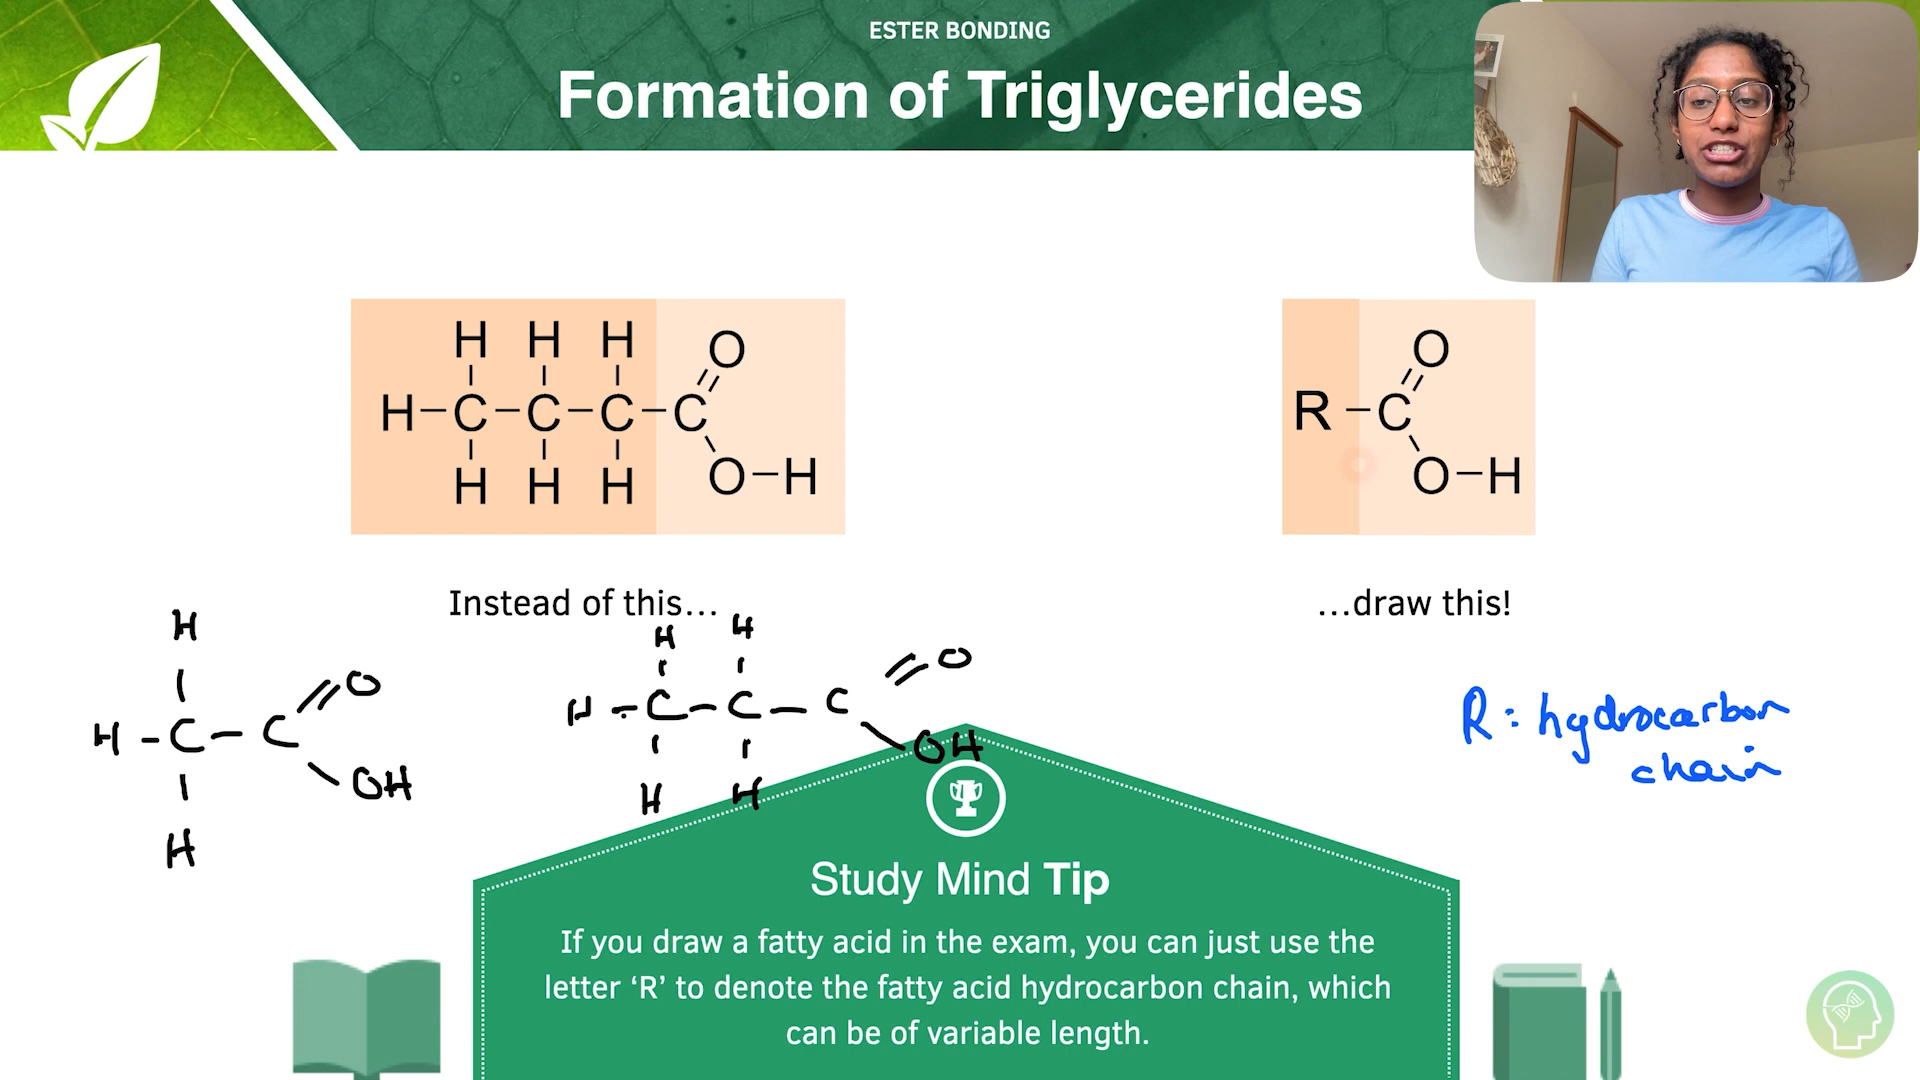 ESTER BONDING
Formation of Triglycerides
H H H O
H–C–C–C–C
H H H O–H
O
R–C
O–H
Instead of this...
...draw this!
H
O
H–C–C
OH
H
H H
O
H–C–C–C
OH
H H
R: hydrocarbon
chain
Study Mind Tip
If you draw a fatty acid in the exam, you can just use the
letter ‘R’ to denote the fatty acid hydrocarbon chain, which
can be of variable length.